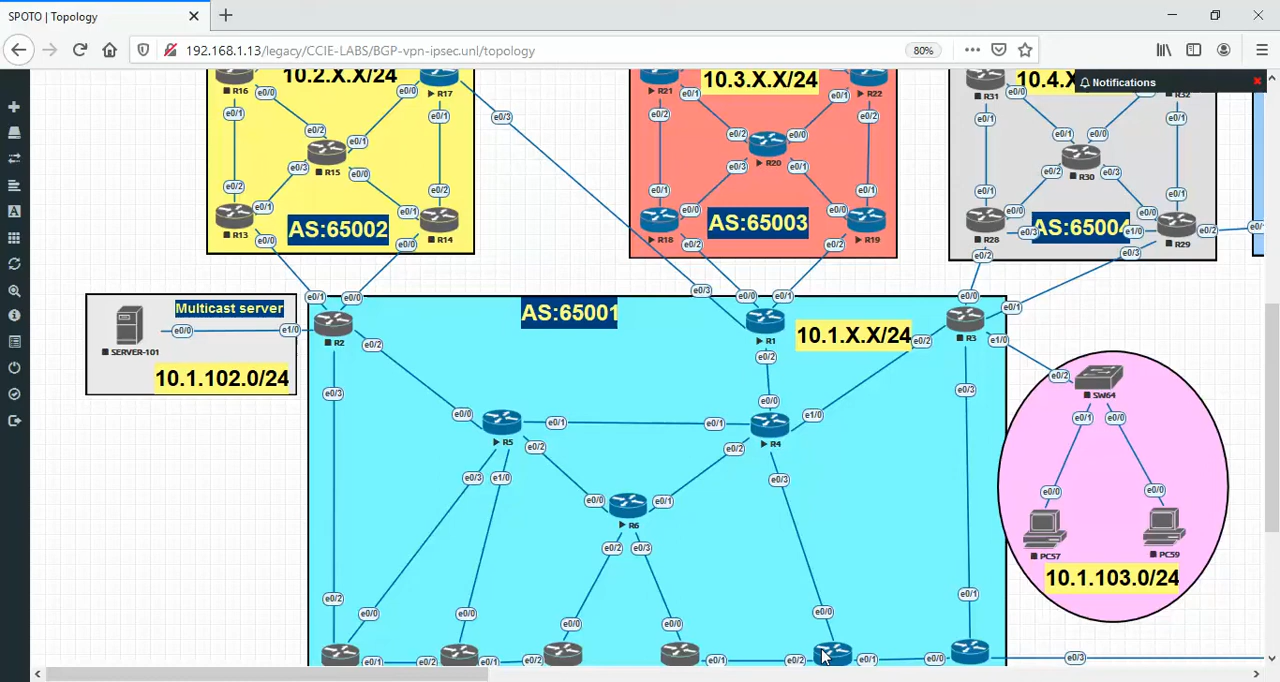 SPOTO | Topology
192.168.1.13/legacy/CCIE-LABS/BGP-vpn-ipsec.unl/topology
80%
Notifications
10.2.X.X/24
10.3.X.X/24
10.4.X
R16
e0/0
e0/0
R17
R21
e0/1
e0/1
R22
R31
e0/0
R32
e0/1
e0/2
e0/1
e0/1
e0/3
e0/2
e0/2
e0/0
e0/2
e0/1
e0/1
e0/0
e0/1
R15
R20
R30
e0/3
e0/0
e0/3
e0/1
e0/2
e0/3
e0/2
e0/2
e0/1
e0/1
e0/1
e0/1
e0/1
e0/1
e0/0
e0/0
e0/0
e0/0
R13
AS:65002
R14
R18
AS:65003
R19
R28
e0/3
AS:65004
e1/0
R29
e0/2
e0/0
e0/0
e0/2
e0/2
e0/2
e0/3
e0/1
e0/0
e0/3
e0/0
e0/1
e0/0
e0/1
Multicast server
AS:65001
SERVER-101
e0/0
e1/0
R2
R1
10.1.X.X/24
R3
e0/2
e0/2
e0/2
e1/0
10.1.102.0/24
e0/3
e0/0
e0/3
e0/2
SW64
e0/0
e0/1
e0/1
e1/0
e0/1
e0/0
R5
e0/2
e0/2
R4
e0/3
e1/0
e0/0
e0/1
e0/3
e0/0
e0/0
R6
e0/2
e0/3
PC57
PC59
10.1.103.0/24
e0/2
e0/0
e0/0
e0/0
e0/0
e0/0
e0/1
e0/1
e0/2
e0/1
e0/2
e0/1
e0/2
e0/1
e0/0
e0/3